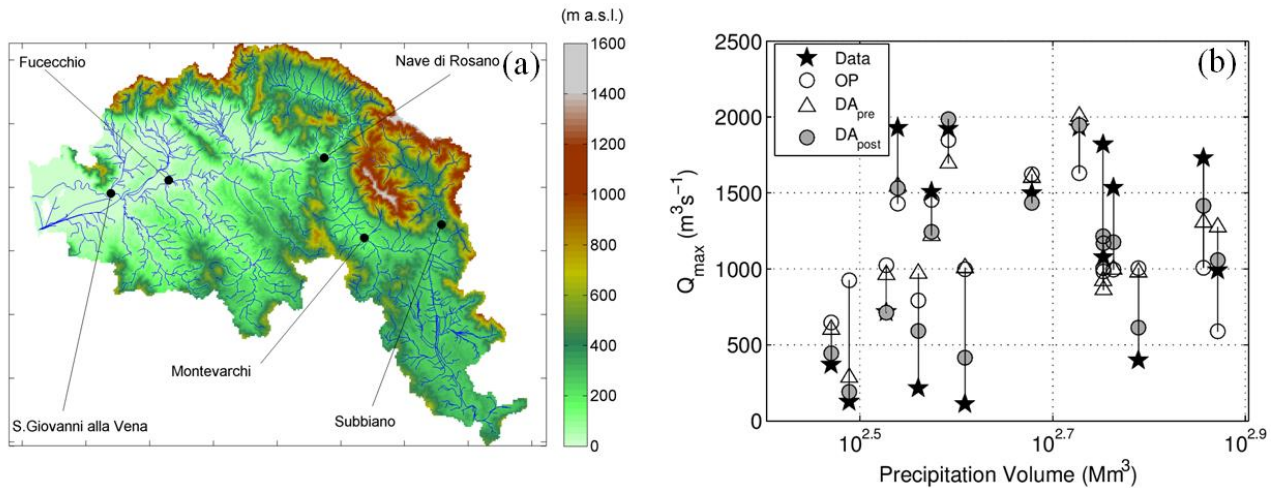 (m a.s.l.)
(a)
Fucecchio
Nave di Rosano
Montevarchi
S.Giovanni alla Vena
Subbiano
1600
1400
1200
1000
800
600
400
200
0
(b)
Data
OP
DA_pre
DA_post
2500
2000
1500
1000
500
0
Q_max (m³s⁻¹)
10^2.5
10^2.7
10^2.9
Precipitation Volume (Mm³)